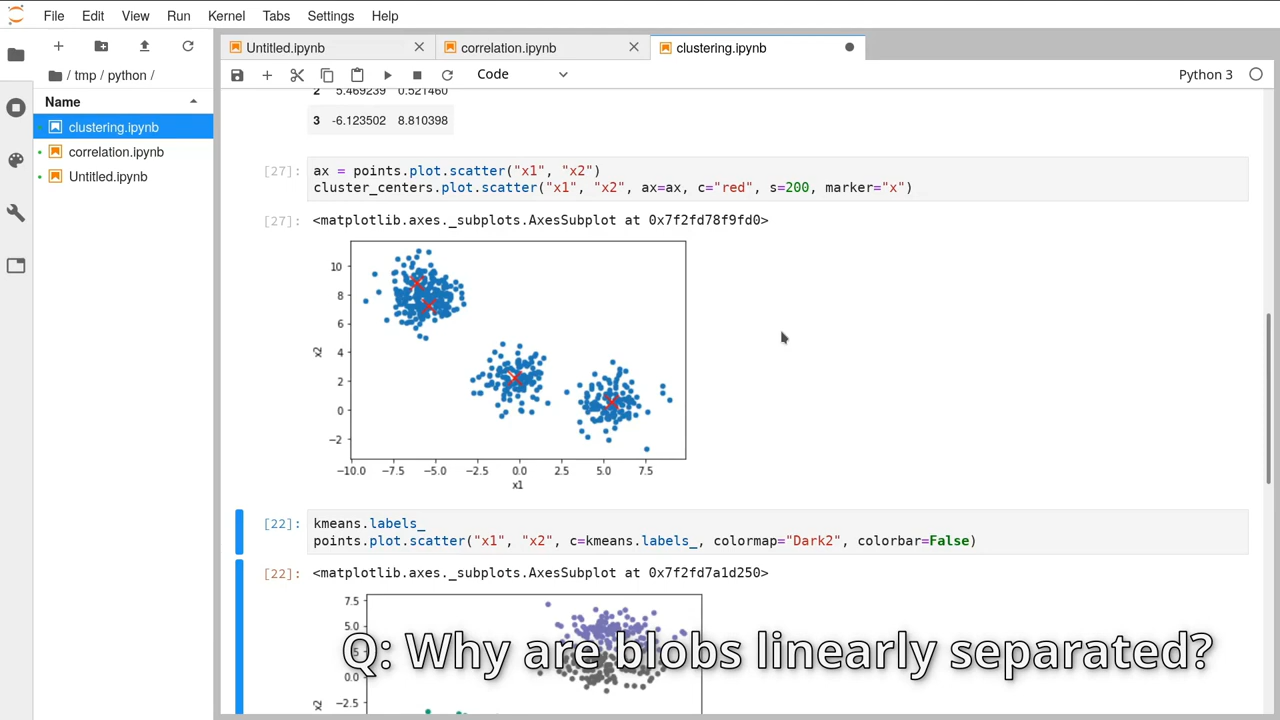 File Edit View Run Kernel Tabs Settings Help
Untitled.ipynb correlation.ipynb clustering.ipynb
Code Python 3
/ tmp / python /
Name
clustering.ipynb
correlation.ipynb
Untitled.ipynb
2 5.469239 0.521460
3 -6.123502 8.810398
[27]: ax = points.plot.scatter("x1", "x2")
cluster_centers.plot.scatter("x1", "x2", ax=ax, c="red", s=200, marker="x")
[27]: <matplotlib.axes._subplots.AxesSubplot at 0x7f2fd78f9fd0>
10
8
6
4
2
0
−2
x2
−10.0 −7.5 −5.0 −2.5 0.0 2.5 5.0 7.5
x1
[22]: kmeans.labels_
points.plot.scatter("x1", "x2", c=kmeans.labels_, colormap="Dark2", colorbar=False)
[22]: <matplotlib.axes._subplots.AxesSubplot at 0x7f2fd7a1d250>
7.5
5.0
0.0
−2.5
x2
Q: Why are blobs linearly separated?